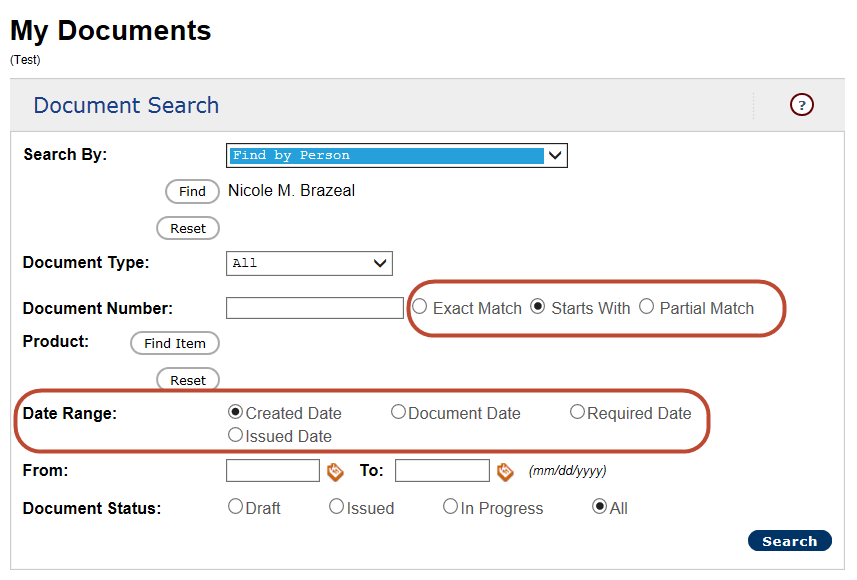 My Documents
(Test)
Document Search
?
Search By: Find by Person
Find Nicole M. Brazeal
Reset
Document Type: All
Document Number: Exact Match Starts With Partial Match
Product: Find Item
Reset
Date Range: Created Date Document Date Required Date
Issued Date
From: To: (mm/dd/yyyy)
Document Status: Draft Issued In Progress All
Search